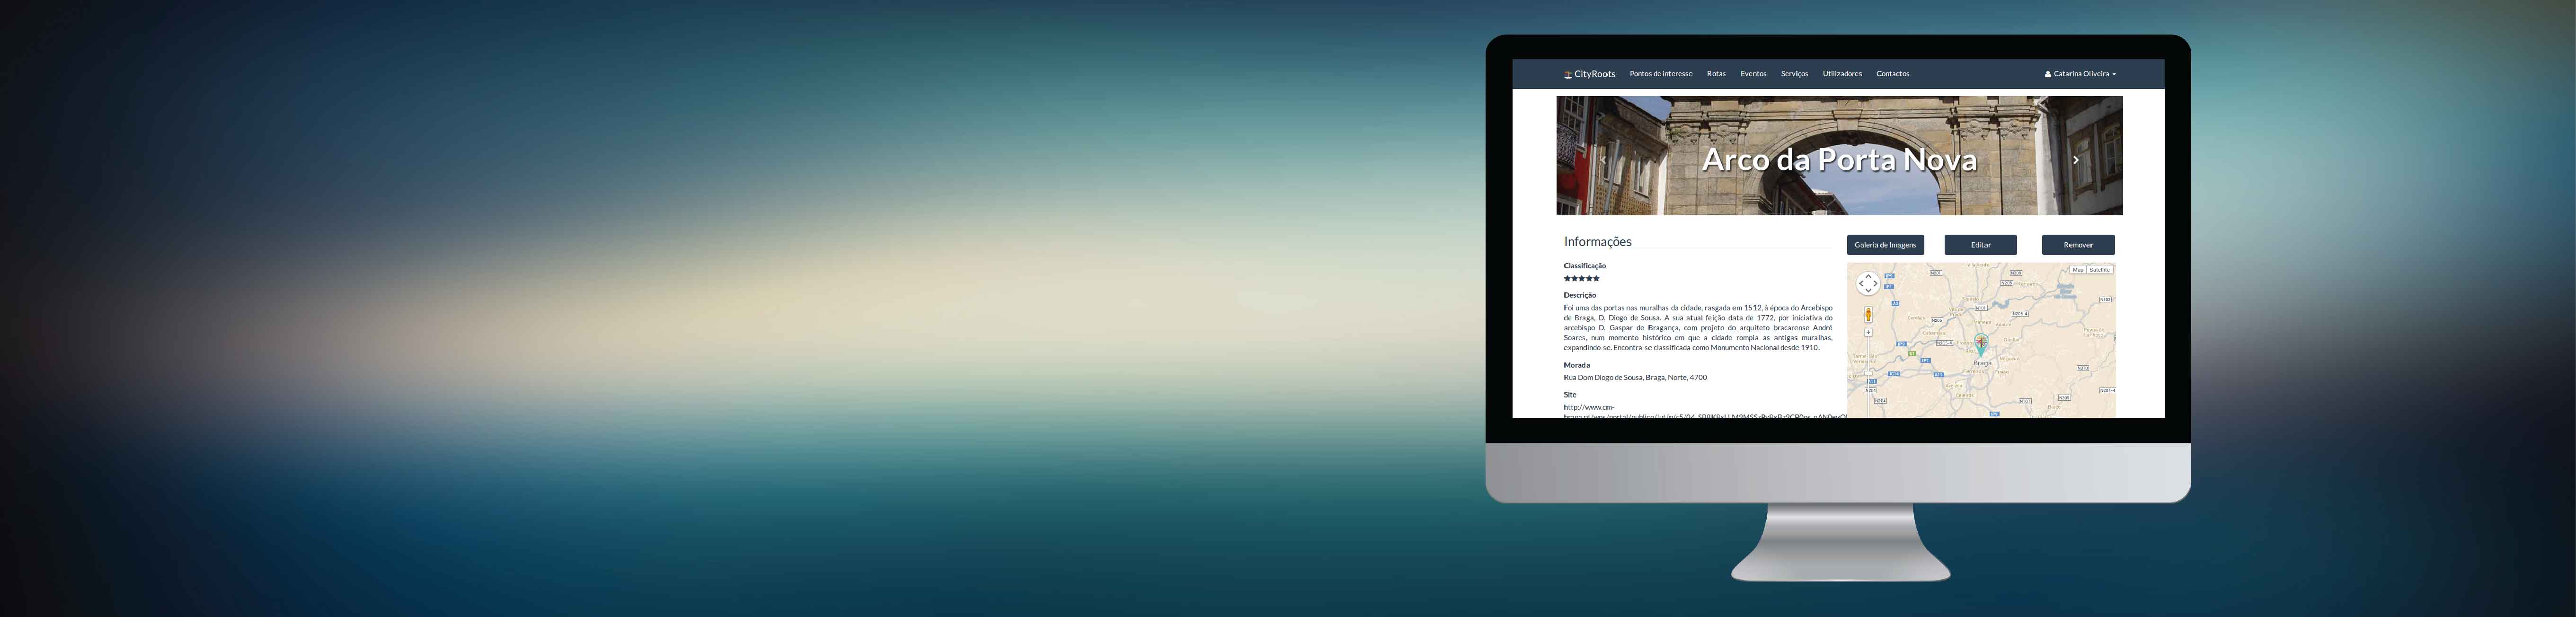 CityRoots Pontos de interesse Rotas Eventos Serviços Utilizadores Contactos Catarina Oliveira
Arco da Porta Nova
Informações
Classificação
Descrição
Foi uma das portas nas muralhas da cidade, rasgada em 1512, à época do Arcebispo
de Braga, D. Diogo de Sousa. A sua atual feição data de 1772, por iniciativa do
arcebispo D. Gaspar de Bragança, com projeto do arquiteto bracarense André
Soares, num momento histórico em que a cidade rompia as antigas muralhas,
expandindo-se. Encontra-se classificada como Monumento Nacional desde 1910.
Morada
Rua Dom Diogo de Sousa, Braga, Norte, 4700
Site
http://www.cm-
Galeria de Imagens Editar Remover
Map Satellite
Braga